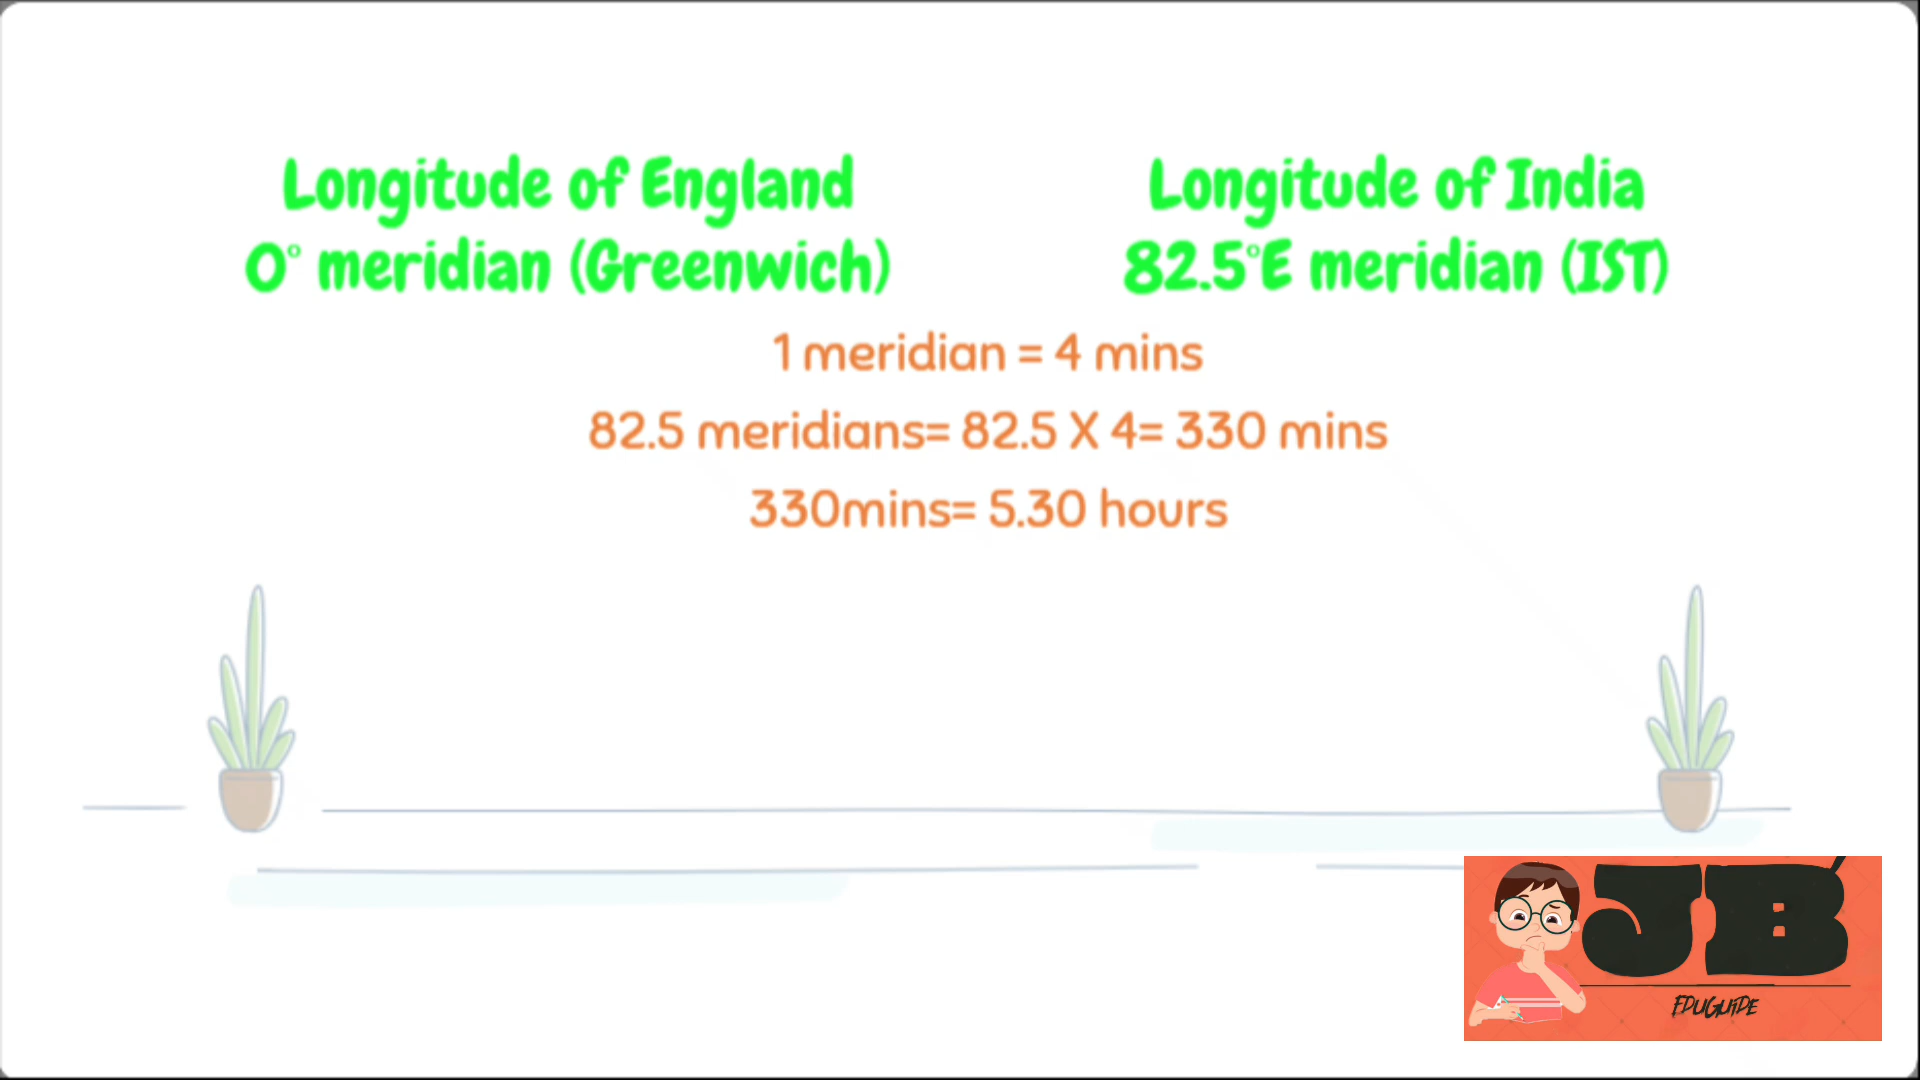 Longitude of England
0° meridian (Greenwich)
Longitude of India
82.5°E meridian (IST)
1 meridian = 4 mins
82.5 meridians= 82.5 X 4= 330 mins
330mins= 5.30 hours
JB
EDUGUIDE